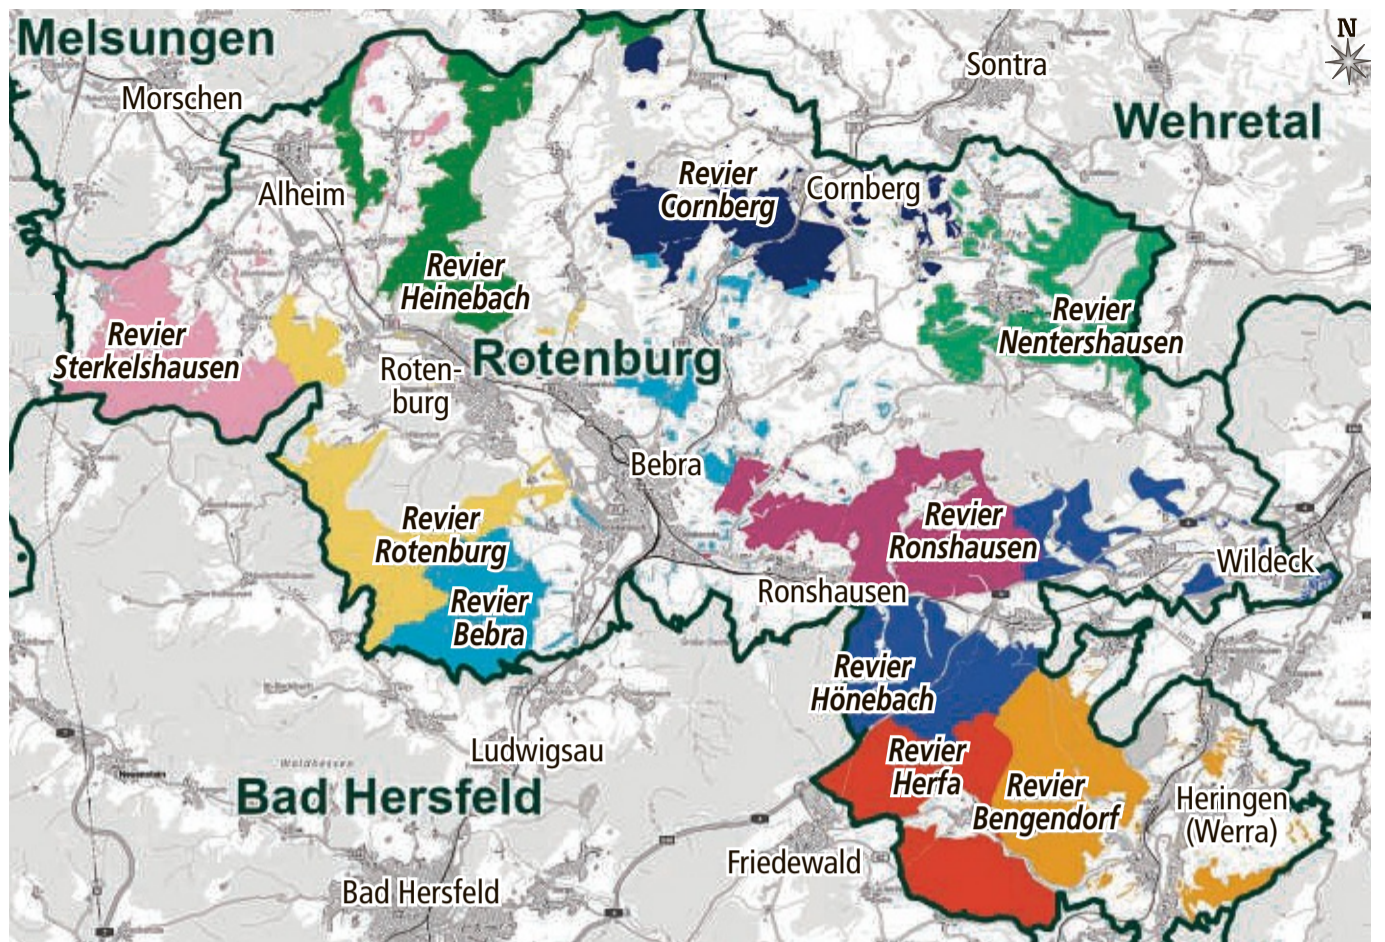 Melsungen
N
Sontra
Morschen
Wehretal
Revier
Cornberg
Cornberg
Alheim
Revier
Heinebach
Revier
Nentershausen
Revier
Sterkelshausen
Rotenburg
Roten-
burg
Bebra
Revier
Rotenburg
Revier
Ronshausen
Wildeck
Ronshausen
Revier
Bebra
Revier
Hönebach
Ludwigsau
Revier
Herfa
Waldhessen
Bad Hersfeld
Revier
Bengendorf
Heringen
(Werra)
Friedewald
Bad Hersfeld